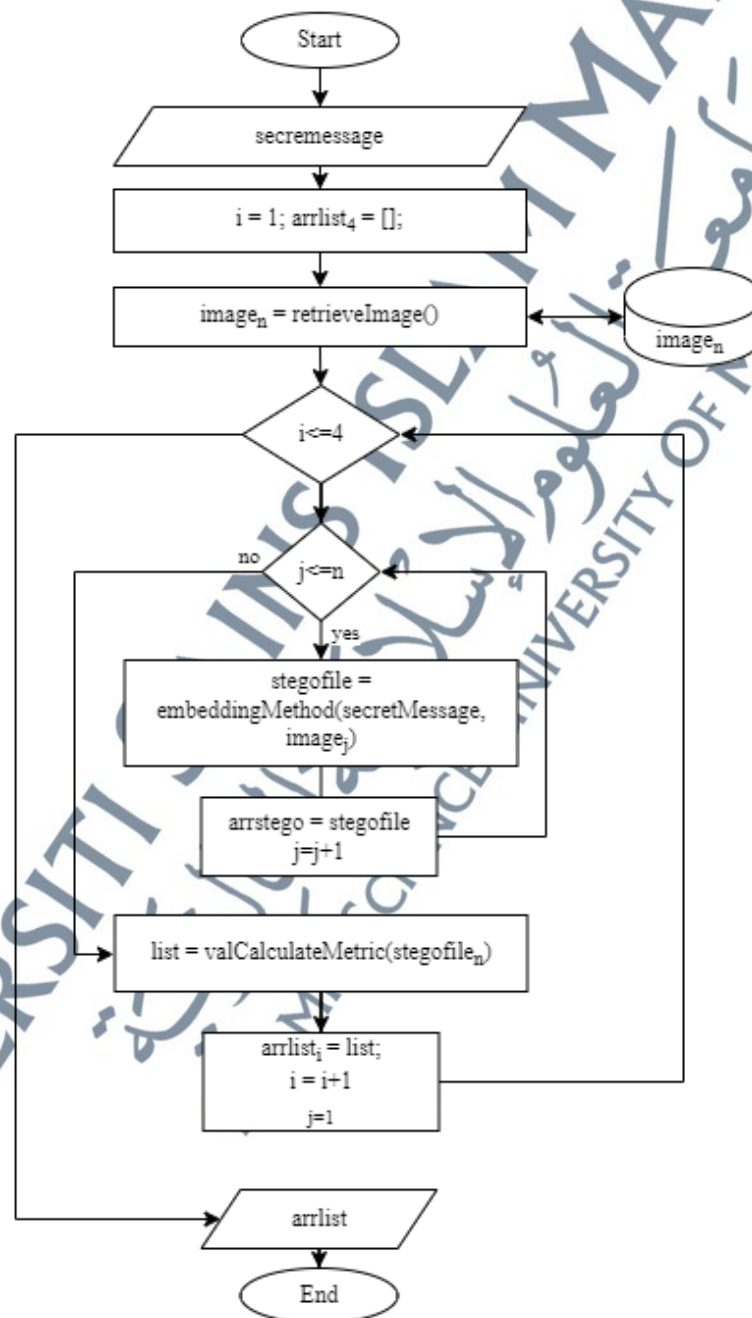 Start
secremessage
i = 1; arrlist₄ = [];
imageₙ = retrieveImage()
imageₙ
i<=4
j<=n
no
yes
stegofile =
embeddingMethod(secretMessage,
imageⱼ)
arrstego = stegofile
j=j+1
list = valCalculateMetric(stegofileₙ)
arrlistᵢ = list;
i = i+1
j=1
arrlist
End